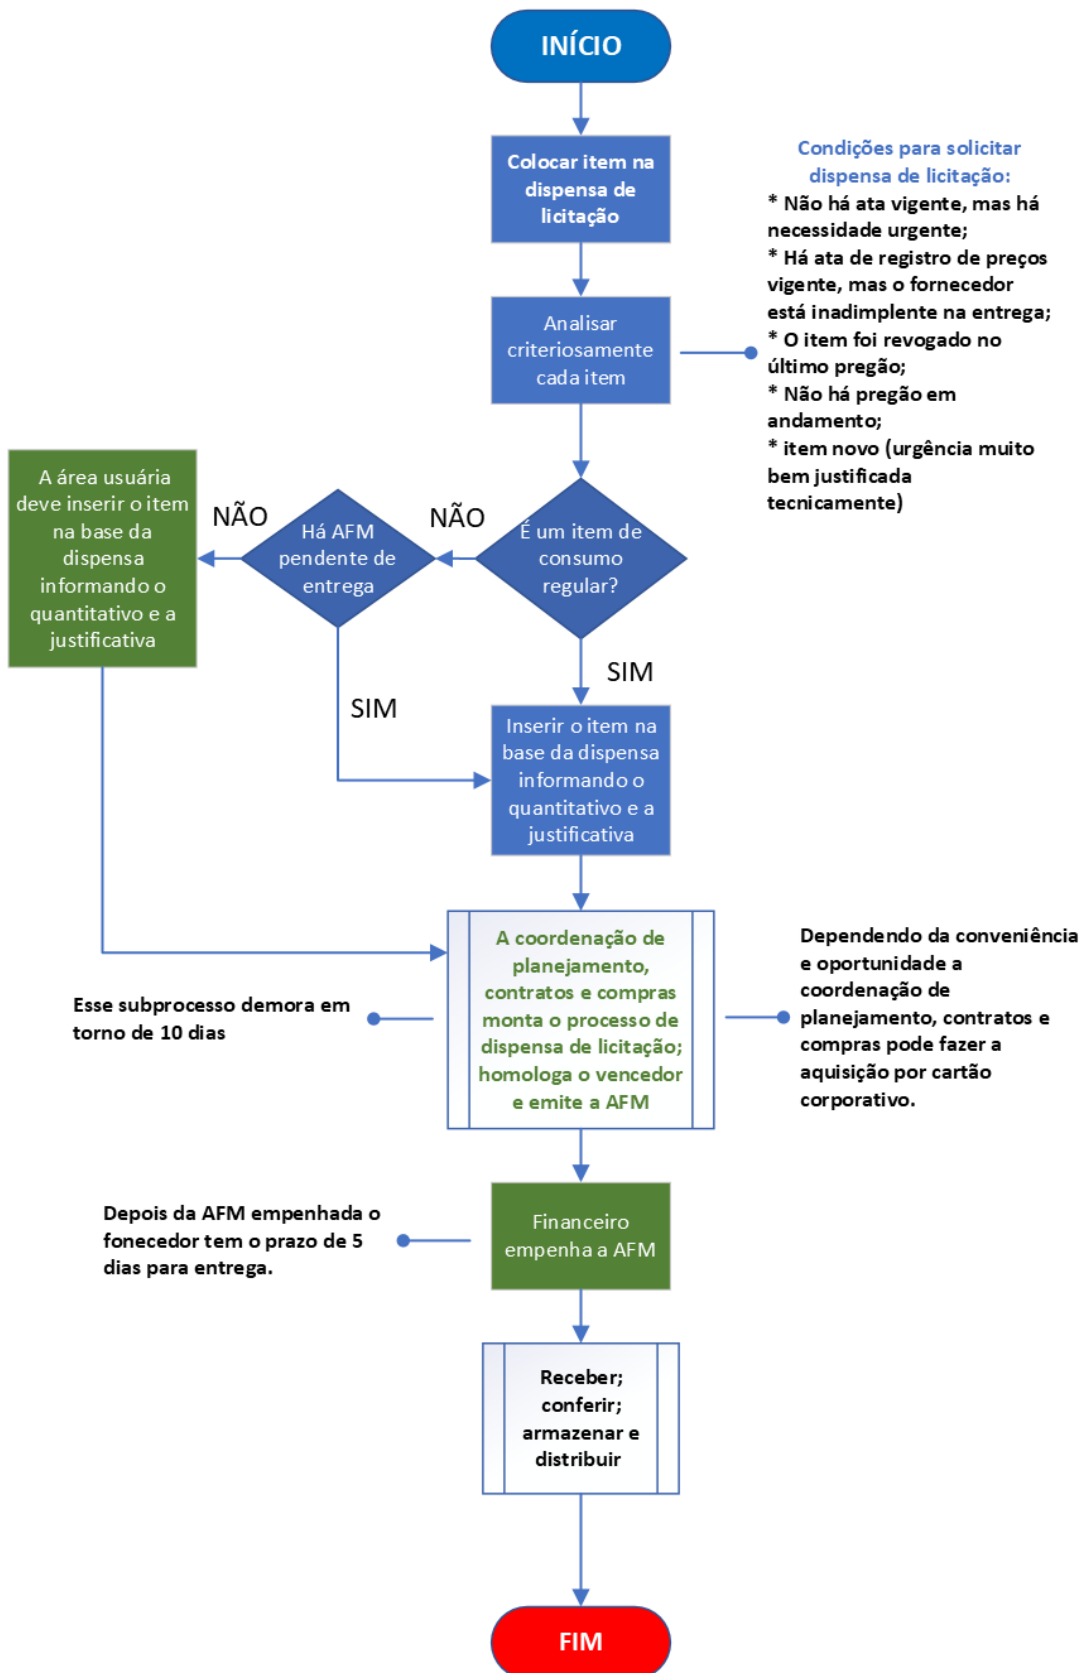 INÍCIO
Colocar item na
dispensa de
licitação
Condições para solicitar
dispensa de licitação:
* Não há ata vigente, mas há
necessidade urgente;
* Há ata de registro de preços
vigente, mas o fornecedor
está inadimplente na entrega;
* O item foi revogado no
último pregão;
* Não há pregão em
andamento;
* item novo (urgência muito
bem justificada
tecnicamente)
Analisar
criteriosamente
cada item
É um item de
consumo
regular?
NÃO
SIM
Há AFM
pendente de
entrega
NÃO
SIM
A área usuária
deve inserir o item
na base da
dispensa
informando o
quantitativo e a
justificativa
Inserir o item na
base da dispensa
informando o
quantitativo e a
justificativa
A coordenação de
planejamento,
contratos e compras
monta o processo de
dispensa de licitação;
homologa o vencedor
e emite a AFM
Esse subprocesso demora em
torno de 10 dias
Dependendo da conveniência
e oportunidade a
coordenação de
planejamento, contratos e
compras pode fazer a
aquisição por cartão
corporativo.
Financeiro
empenha a AFM
Depois da AFM empenhada o
fonecedor tem o prazo de 5
dias para entrega.
Receber;
conferir;
armazenar e
distribuir
FIM